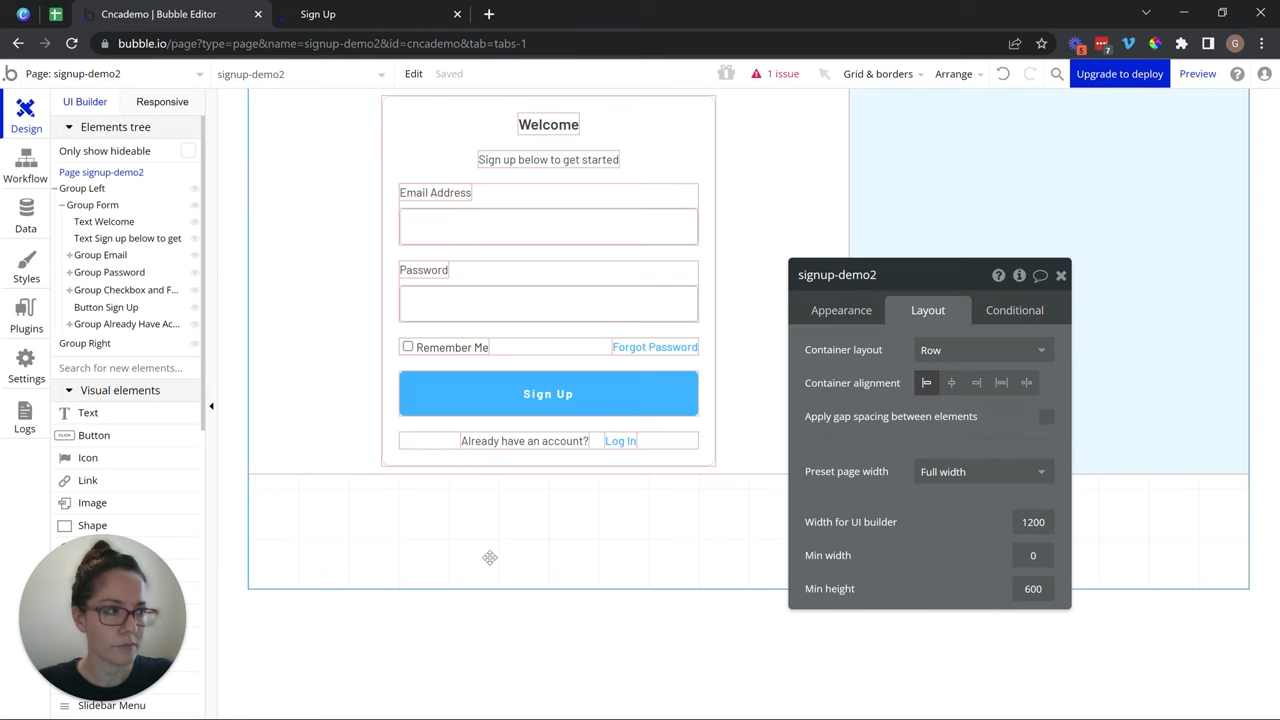 Cncademo | Bubble Editor
Sign Up
bubble.io/page?type=page&name=signup-demo2&id=cncademo&tab=tabs-1
5
7
G
Page: signup-demo2
signup-demo2
Edit
Saved
1 issue
Grid & borders
Arrange
Upgrade to deploy
Preview
Design
Workflow
Data
Styles
Plugins
Settings
Logs
UI Builder
Responsive
Elements tree
Only show hideable
Page signup-demo2
Group Left
Group Form
Text Welcome
Text Sign up below to get
Group Email
Group Password
Group Checkbox and F...
Button Sign Up
Group Already Have Ac...
Group Right
Search for new elements...
Visual elements
Text
CLICK
Button
Icon
Link
Image
Shape
Slidebar Menu
Welcome
Sign up below to get started
Email Address
Password
Remember Me
Forgot Password
Sign Up
Already have an account?
Log In
signup-demo2
Appearance
Layout
Conditional
Container layout
Row
Container alignment
Apply gap spacing between elements
Preset page width
Full width
Width for UI builder
1200
Min width
0
Min height
600